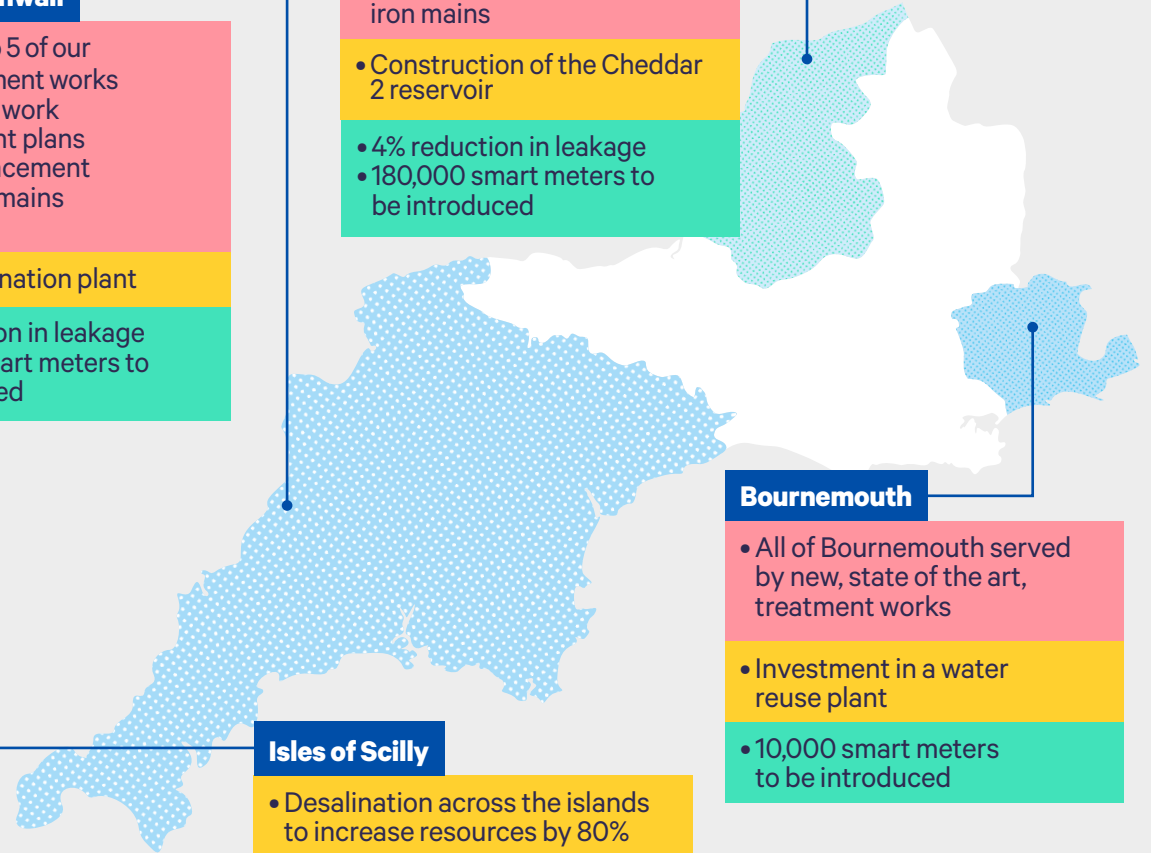 nwall
5 of our
ment works
work
nt plans
cement
mains
nation plant
on in leakage
art meters to
ed
iron mains
• Construction of the Cheddar
2 reservoir
• 4% reduction in leakage
• 180,000 smart meters to
be introduced
Bournemouth
• All of Bournemouth served
by new, state of the art,
treatment works
• Investment in a water
reuse plant
• 10,000 smart meters
to be introduced
Isles of Scilly
• Desalination across the islands
to increase resources by 80%